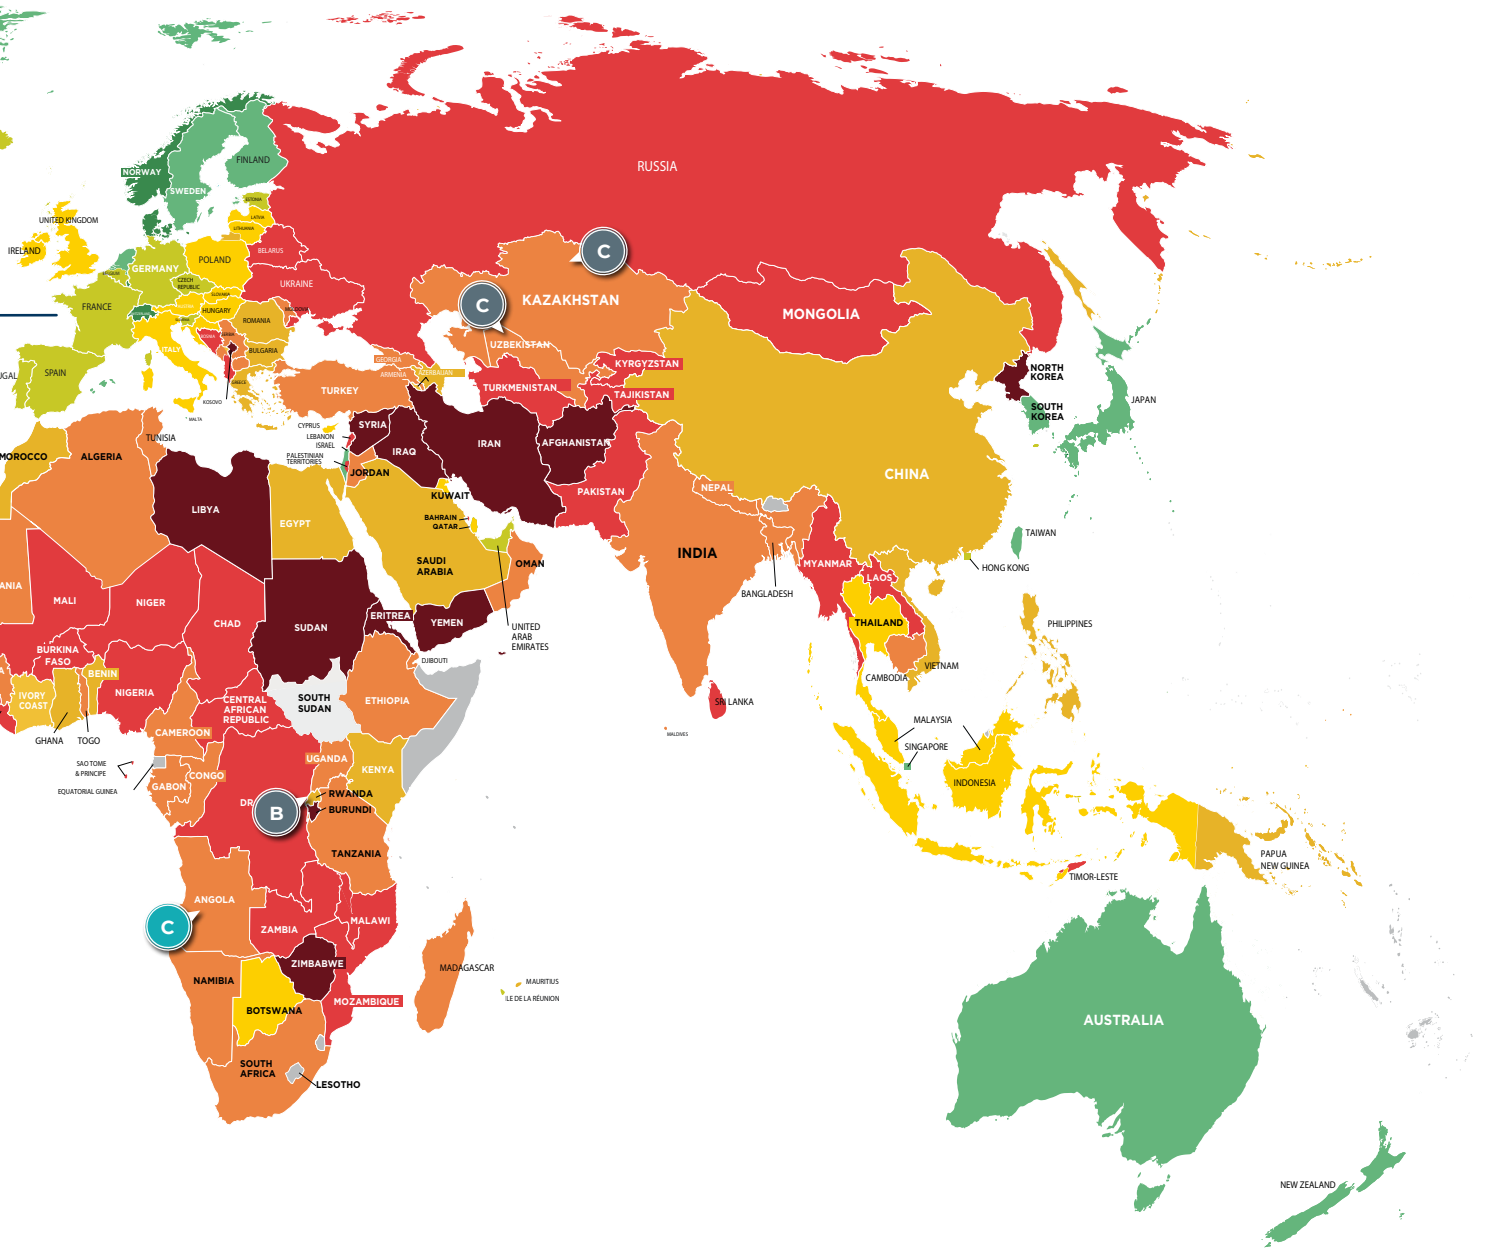 RUSSIA
FINLAND
NORWAY
SWEDEN
ESTONIA
LATVIA
LITHUANIA
UNITED KINGDOM
IRELAND
BELARUS
POLAND
GERMANY
BELGIUM
CZECH
REPUBLIC
UKRAINE
C
C
KAZAKHSTAN
FRANCE
SLOVAKIA
HUNGARY
MOLDOVA
ROMANIA
MONGOLIA
BOSNIA
SERBIA
ITALY
BULGARIA
UZBEKISTAN
GEORGIA
ARMENIA
AZERBAIJAN
KYRGYZSTAN
UGAL
SPAIN
GREECE
TURKEY
TURKMENISTAN
TAJIKISTAN
NORTH
KOREA
SOUTH
KOREA
JAPAN
KOSOVO
MALTA
CYPRUS
LEBANON
ISRAEL
PALESTINIAN
TERRITORIES
SYRIA
IRAQ
IRAN
AFGHANISTAN
MOROCCO
ALGERIA
TUNISIA
JORDAN
CHINA
KUWAIT
PAKISTAN
NEPAL
LIBYA
EGYPT
BAHRAIN
QATAR
SAUDI
ARABIA
OMAN
INDIA
TAIWAN
HONG KONG
MYANMAR
LAOS
BANGLADESH
ANIA
MALI
NIGER
CHAD
SUDAN
ERITREA
YEMEN
UNITED
ARAB
EMIRATES
THAILAND
PHILIPPINES
BURKINA
FASO
BENIN
NIGERIA
DJIBOUTI
VIETNAM
CAMBODIA
A
IVORY
COAST
CENTRAL
AFRICAN
REPUBLIC
SOUTH
SUDAN
ETHIOPIA
SRI LANKA
GHANA
TOGO
CAMEROON
MALDIVES
MALAYSIA
SINGAPORE
SAO TOME
& PRINCIPE
EQUATORIAL GUINEA
CONGO
GABON
UGANDA
KENYA
INDONESIA
DR
B
RWANDA
BURUNDI
TANZANIA
PAPUA
NEW GUINEA
TIMOR-LESTE
ANGOLA
C
ZAMBIA
MALAWI
ZIMBABWE
NAMIBIA
MADAGASCAR
MAURITIUS
ILE DE LA RÉUNION
MOZAMBIQUE
BOTSWANA
AUSTRALIA
SOUTH
AFRICA
LESOTHO
NEW ZEALAND